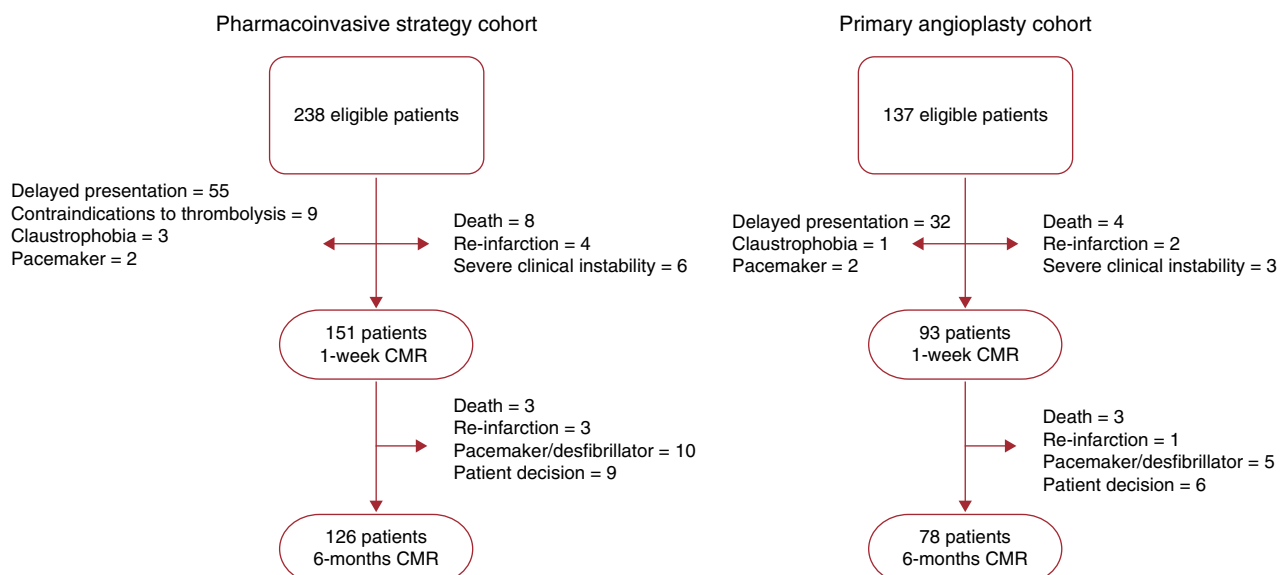 Pharmacoinvasive strategy cohort
238 eligible patients
Delayed presentation = 55
Contraindications to thrombolysis = 9
Claustrophobia = 3
Pacemaker = 2
Death = 8
Re-infarction = 4
Severe clinical instability = 6
151 patients
1-week CMR
Death = 3
Re-infarction = 3
Pacemaker/desfibrillator = 10
Patient decision = 9
126 patients
6-months CMR
Primary angioplasty cohort
137 eligible patients
Delayed presentation = 32
Claustrophobia = 1
Pacemaker = 2
Death = 4
Re-infarction = 2
Severe clinical instability = 3
93 patients
1-week CMR
Death = 3
Re-infarction = 1
Pacemaker/desfibrillator = 5
Patient decision = 6
78 patients
6-months CMR